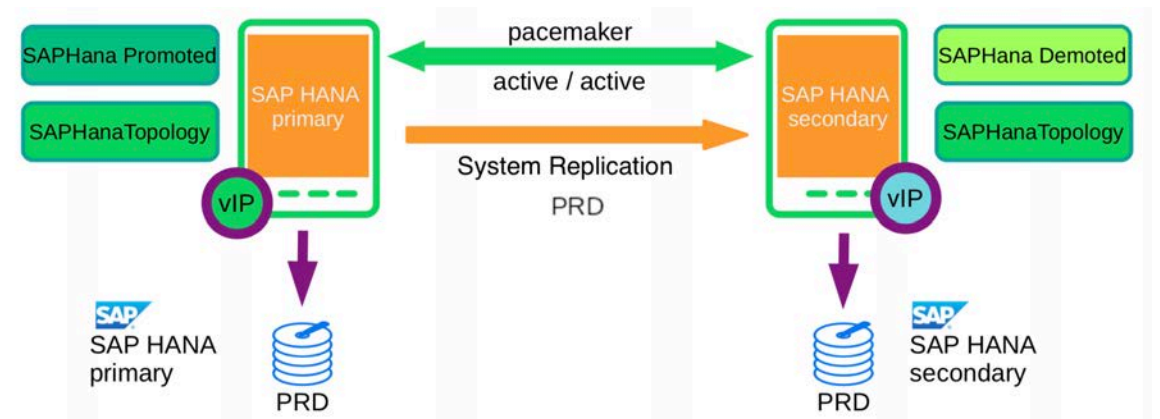 SAPHana Promoted
SAPHanaTopology
SAP HANA
primary
vIP
pacemaker
active / active
System Replication
PRD
SAP HANA
secondary
vIP
SAPHana Demoted
SAPHanaTopology
SAP
SAP HANA
primary
PRD
PRD
SAP
SAP HANA
secondary